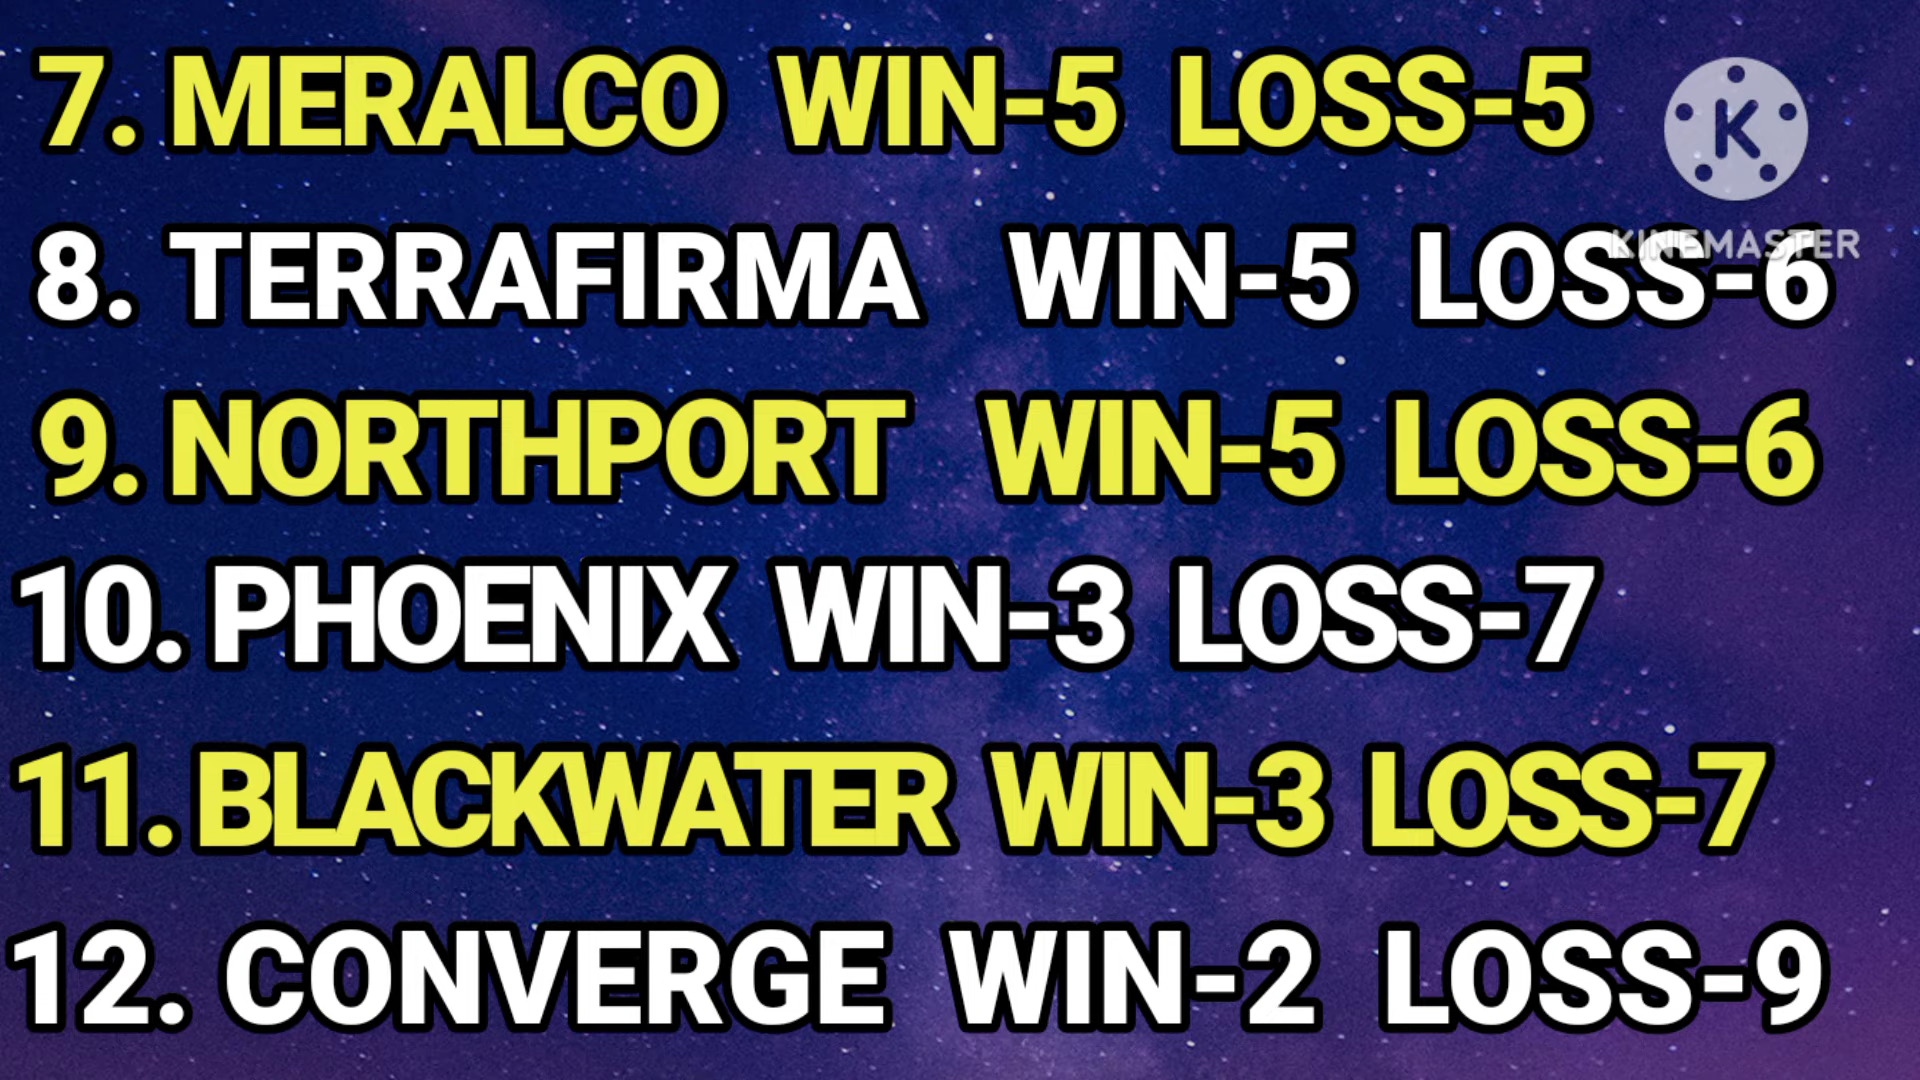 7. MERALCO WIN-5 LOSS-5
K
KINEMASTER
8. TERRAFIRMA WIN-5 LOSS-6
9. NORTHPORT WIN-5 LOSS-6
10. PHOENIX WIN-3 LOSS-7
11. BLACKWATER WIN-3 LOSS-7
12. CONVERGE WIN-2 LOSS-9